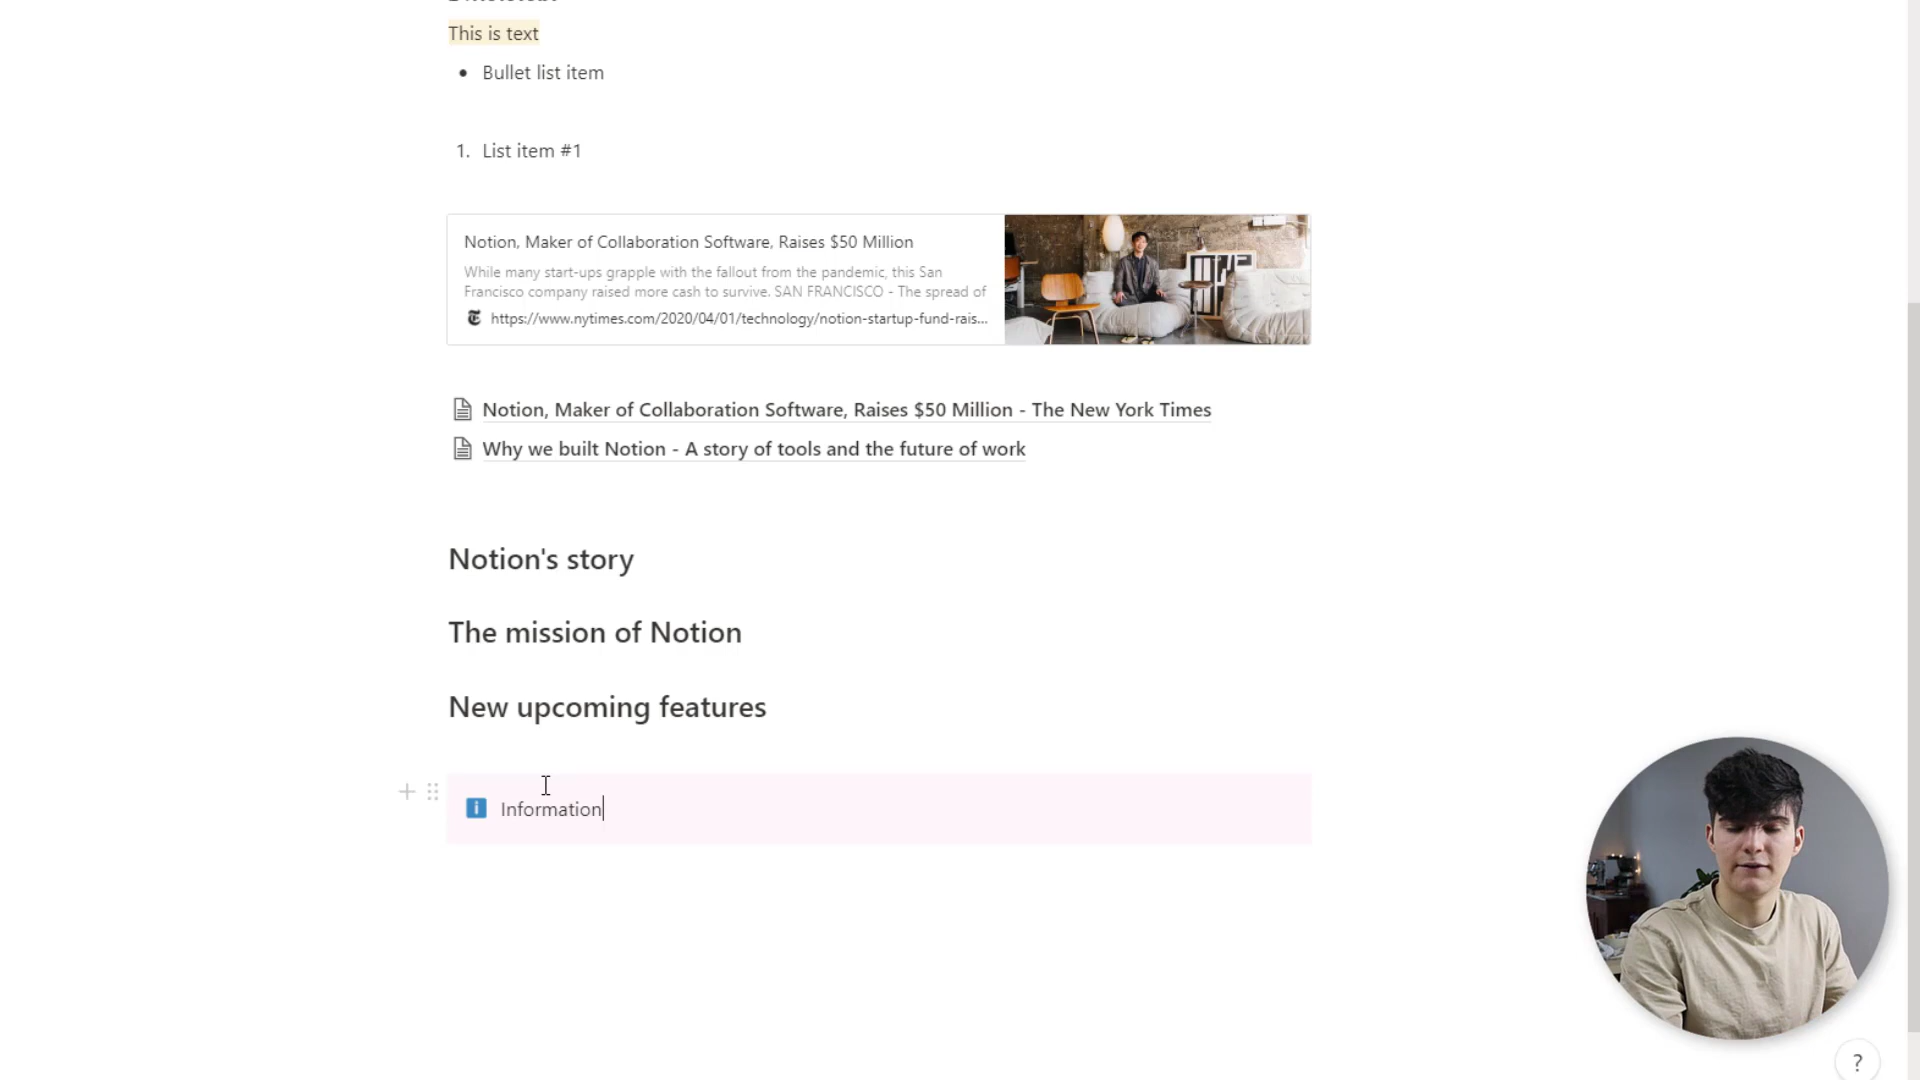 This is text
• Bullet list item
1. List item #1
Notion, Maker of Collaboration Software, Raises $50 Million
While many start-ups grapple with the fallout from the pandemic, this San
Francisco company raised more cash to survive. SAN FRANCISCO - The spread of
https://www.nytimes.com/2020/04/01/technology/notion-startup-fund-rais...
Notion, Maker of Collaboration Software, Raises $50 Million - The New York Times
Why we built Notion - A story of tools and the future of work
Notion's story
The mission of Notion
New upcoming features
Information
?